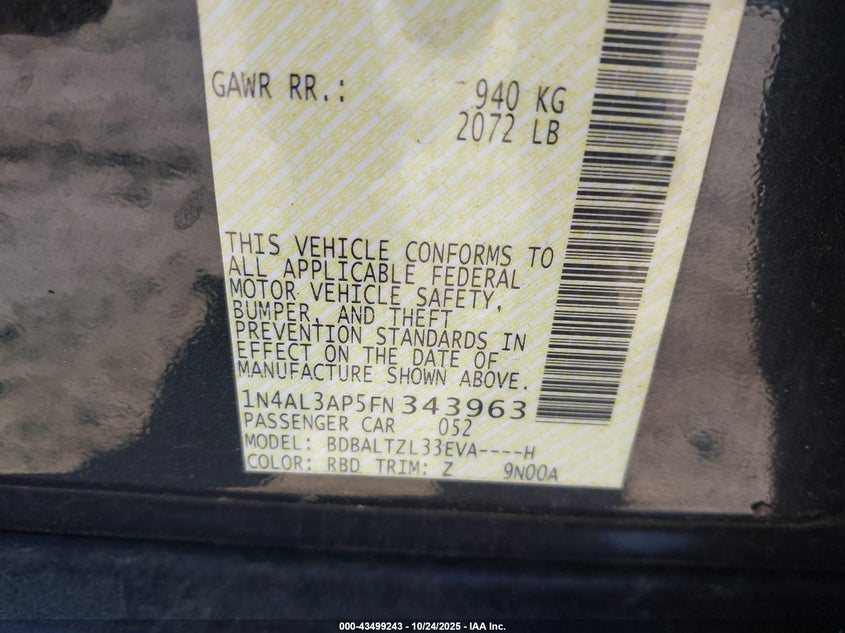 GAWR RR.: 940 KG
2072 LB
THIS VEHICLE CONFORMS TO
ALL APPLICABLE FEDERAL
MOTOR VEHICLE SAFETY,
BUMPER, AND THEFT
PREVENTION STANDARDS IN
EFFECT ON THE DATE OF
MANUFACTURE SHOWN ABOVE.
1N4AL3AP5FN343963
PASSENGER CAR 052
MODEL: BDBALTZL33EVA----H
COLOR: RBD TRIM: Z 9N00A
000-43499243 - 10/24/2025 - IAA Inc.